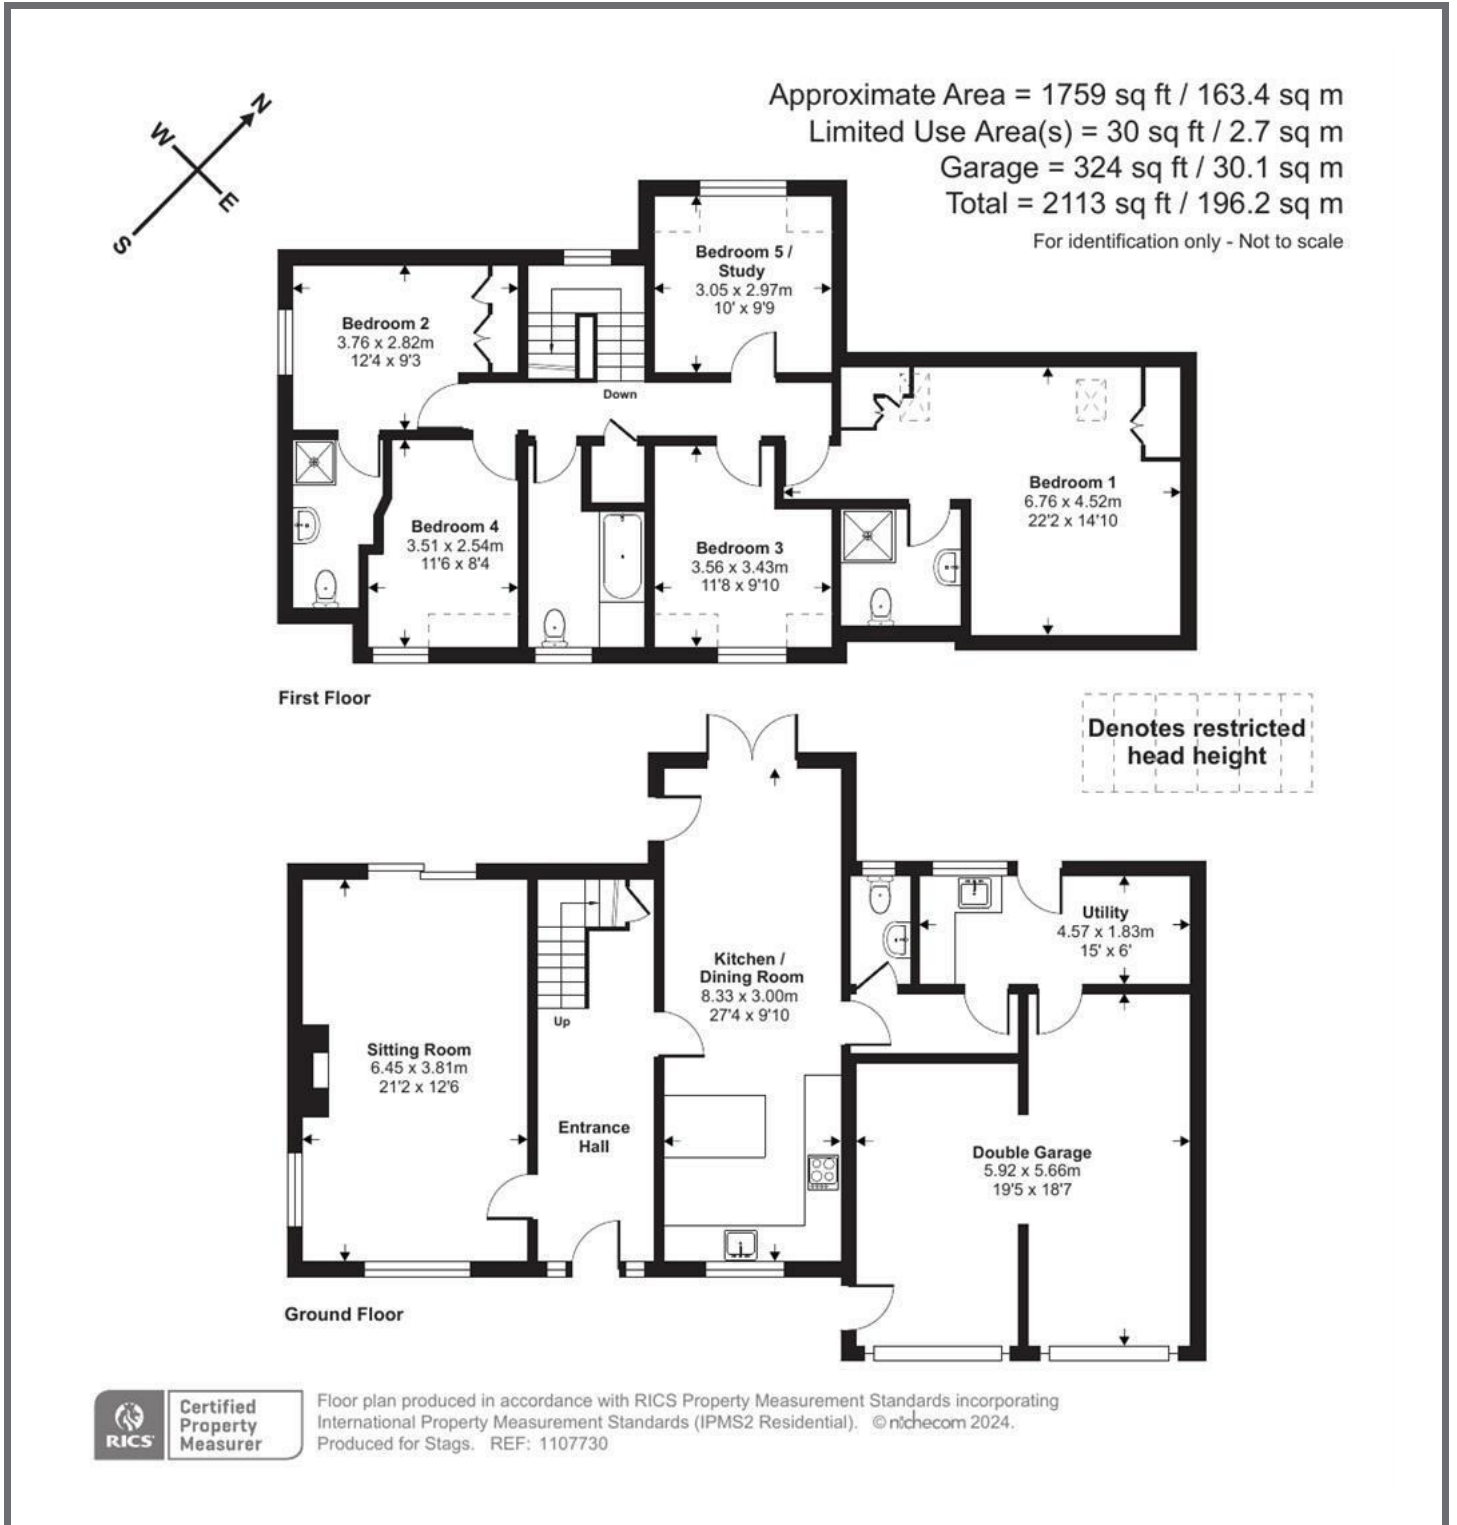 Approximate Area = 1759 sq ft / 163.4 sq m
Limited Use Area(s) = 30 sq ft / 2.7 sq m
Garage = 324 sq ft / 30.1 sq m
Total = 2113 sq ft / 196.2 sq m
For identification only - Not to scale
N
W
E
S
Bedroom 5 /
Study
3.05 x 2.97m
10' x 9'9
Bedroom 2
3.76 x 2.82m
12'4 x 9'3
Down
Bedroom 1
6.76 x 4.52m
22'2 x 14'10
Bedroom 4
3.51 x 2.54m
11'6 x 8'4
Bedroom 3
3.56 x 3.43m
11'8 x 9'10
First Floor
Denotes restricted
head height
Utility
4.57 x 1.83m
15' x 6'
Kitchen /
Dining Room
8.33 x 3.00m
27'4 x 9'10
Up
Sitting Room
6.45 x 3.81m
21'2 x 12'6
Entrance
Hall
Double Garage
5.92 x 5.66m
19'5 x 18'7
Ground Floor
RICS
Certified
Property
Measurer
Floor plan produced in accordance with RICS Property Measurement Standards incorporating
International Property Measurement Standards (IPMS2 Residential). © nichecom 2024.
Produced for Stags. REF: 1107730